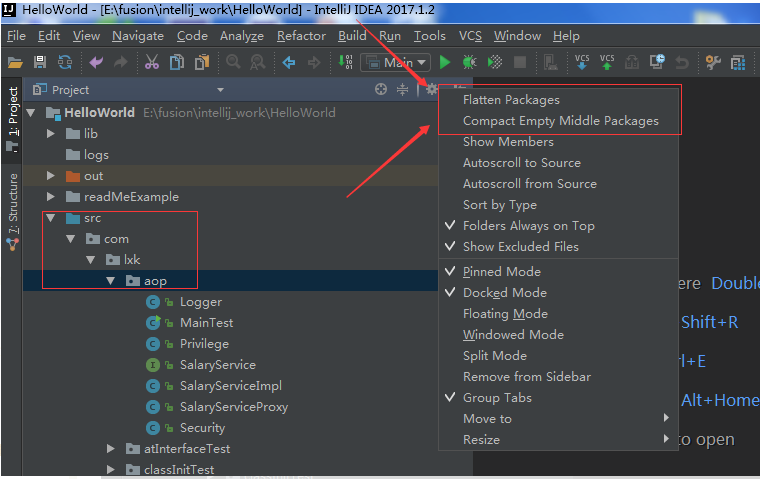 HelloWorld - [E:\fusion\intellij_work\HelloWorld] - IntelliJ IDEA 2017.1.2
File Edit View Navigate Code Analyze Refactor Build Run Tools VCS Window Help
Main
VCS VCS
Project
1: Project
7: Structure
HelloWorld E:\fusion\intellij_work\HelloWorld
lib
logs
out
readMeExample
src
com
lxk
aop
Logger
MainTest
Privilege
SalaryService
SalaryServiceImpl
SalaryServiceProxy
Security
atInterfaceTest
classInitTest
Flatten Packages
Compact Empty Middle Packages
Show Members
Autoscroll to Source
Autoscroll from Source
Sort by Type
Folders Always on Top
Show Excluded Files
Pinned Mode
Docked Mode
Floating Mode
Windowed Mode
Split Mode
Remove from Sidebar
Group Tabs
Move to
Resize
ere Double
Shift+R
rl+E
Alt+Home
to open